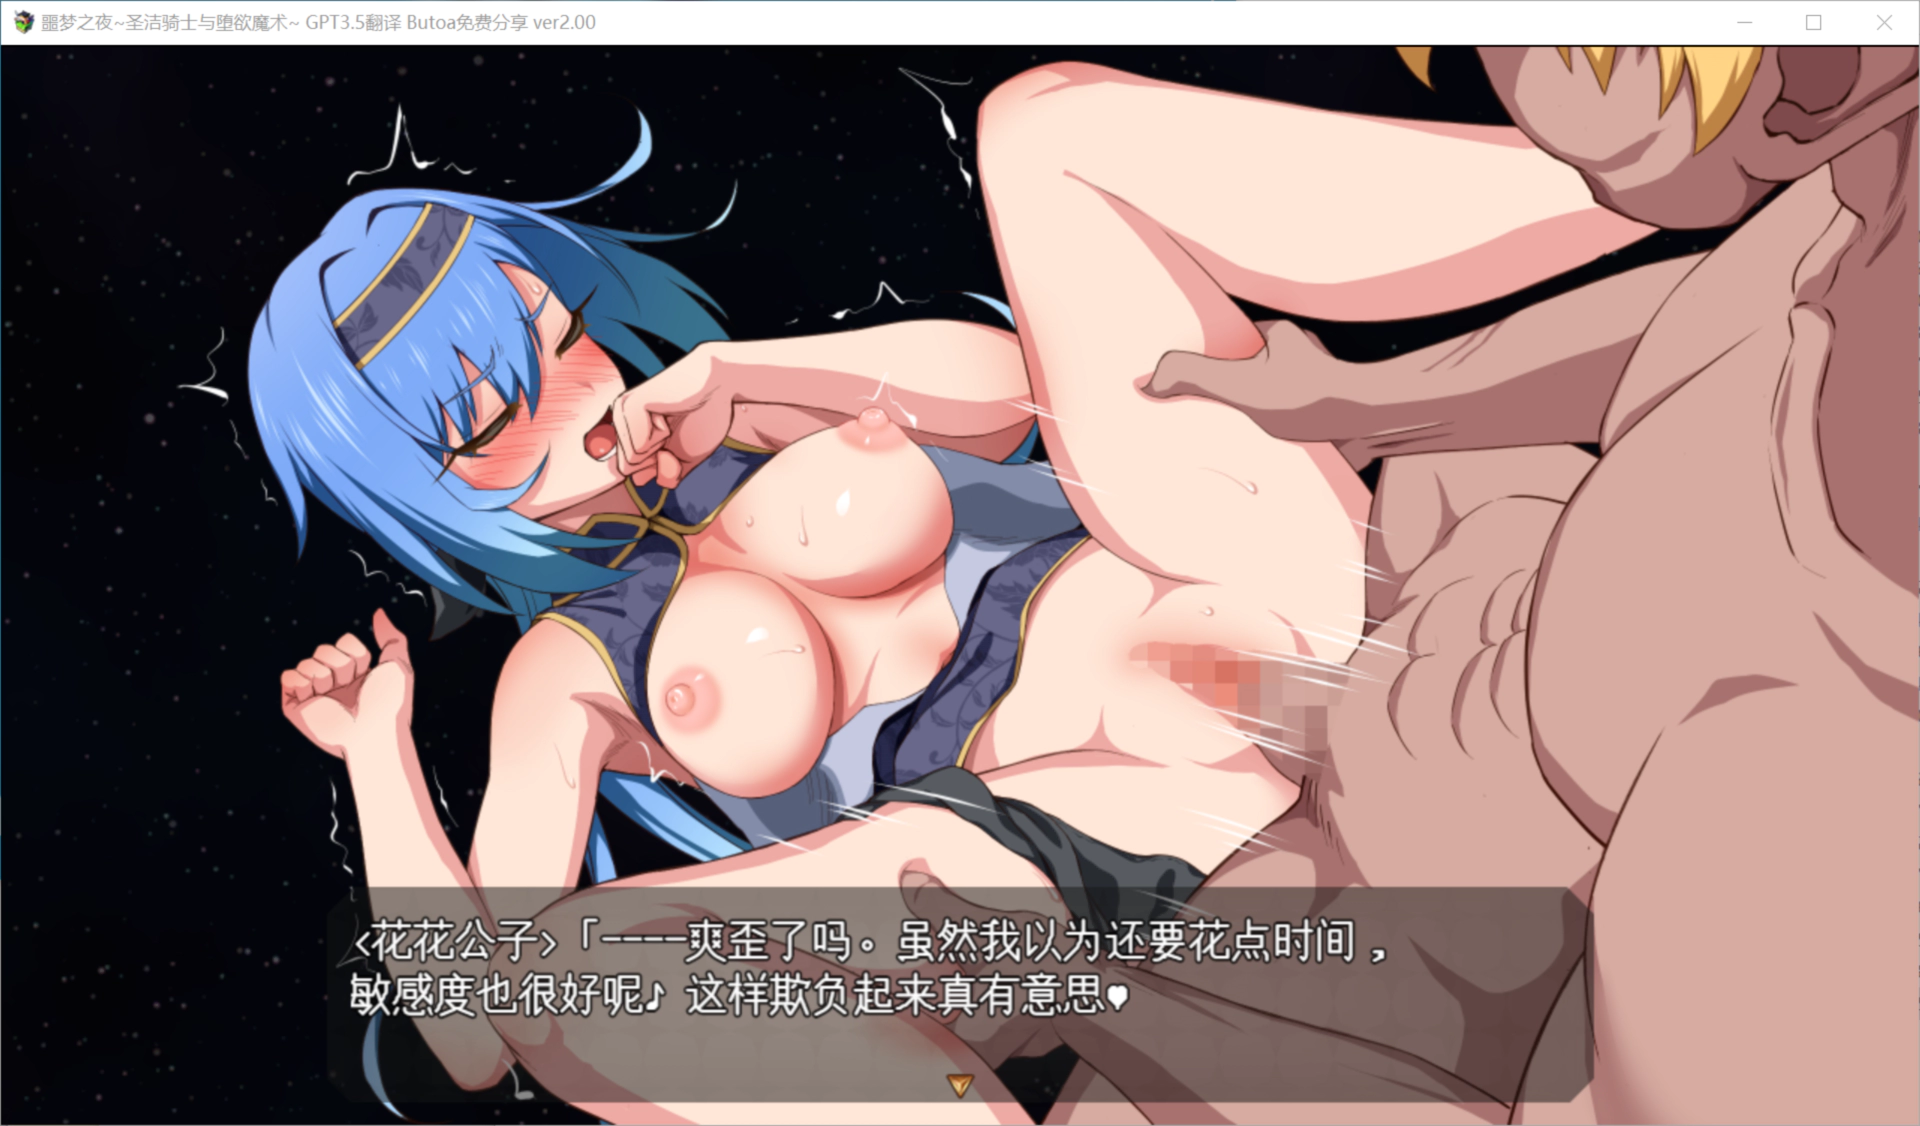 噩梦之夜~圣洁骑士与堕欲魔术~ GPT3.5翻译 Butoa免费分享 ver2.00
<花花公子>「----爽歪了吗。虽然我以为还要花点时间，
敏感度也很好呢♪ 这样欺负起来真有意思♥